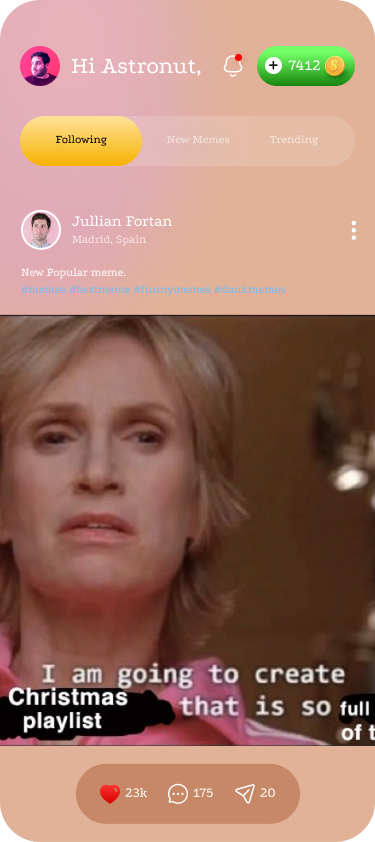 Hi Astronut,
7412
Following
New Memes
Trending
Jullian Fortan
Madrid, Spain
New Popular meme.
#memes #bestmeme #funnymemes #dankmemes
I am going to create
Christmas playlist that is so full
of t
23k
175
20